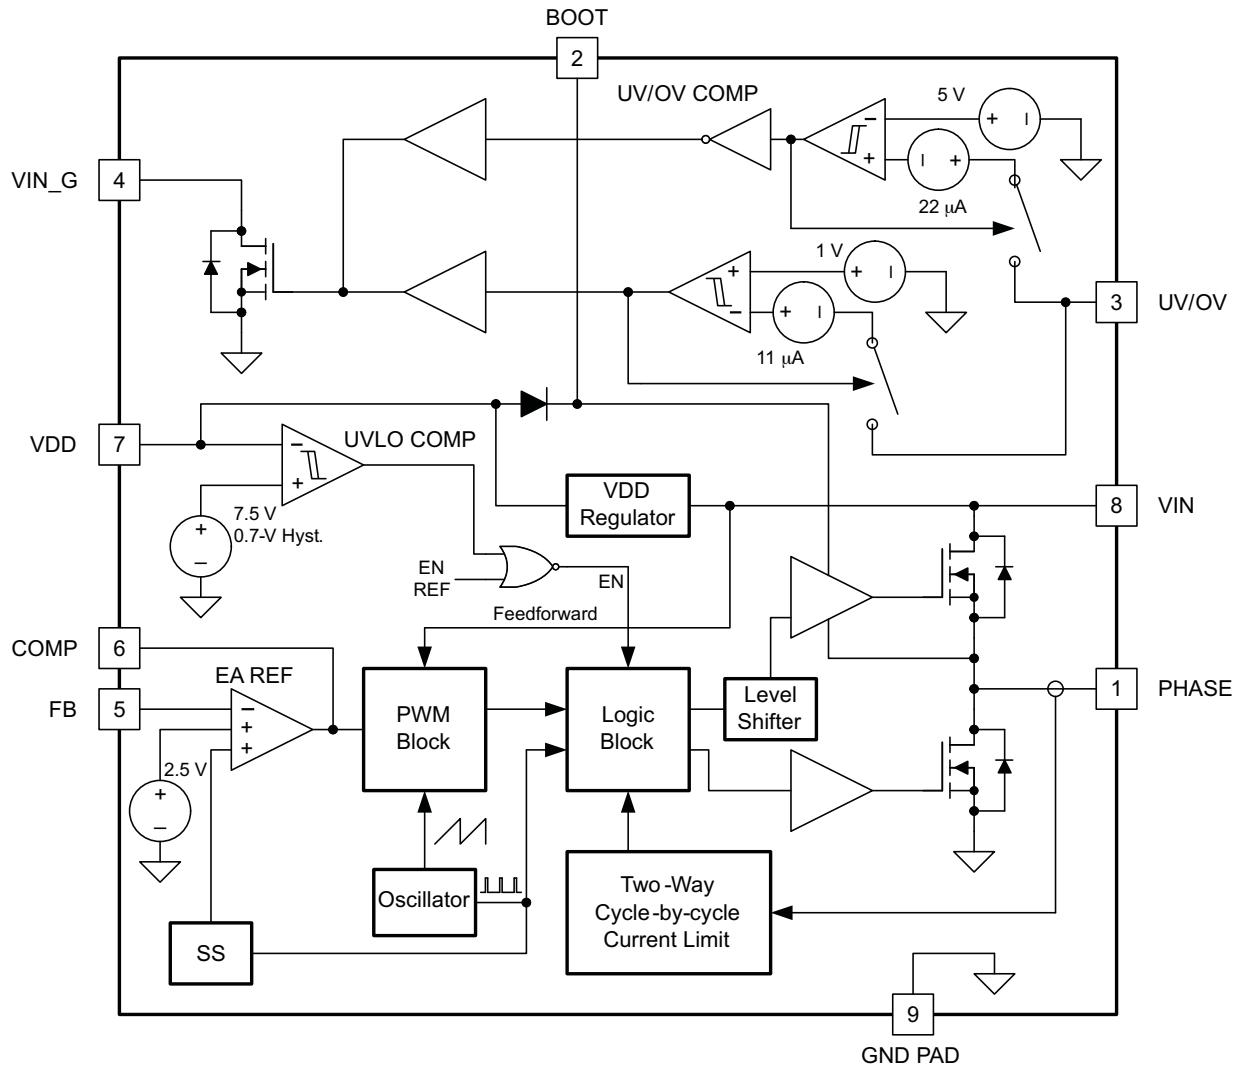 BOOT
2
UV/OV COMP
5 V
– +
+ –
+
22 µA
VIN_G
4
1 V
+ –
+ –
11 µA
3
UV/OV
VDD
7
–
+
UVLO COMP
7.5 V
0.7-V Hyst.
+
–
VDD
Regulator
8
VIN
EN
REF
EN
Feedforward
COMP
6
FB
5
EA REF
–
+
+
2.5 V
+
–
PWM
Block
Logic
Block
Level
Shifter
1
PHASE
Oscillator
SS
Two-Way
Cycle-by-cycle
Current Limit
9
GND PAD